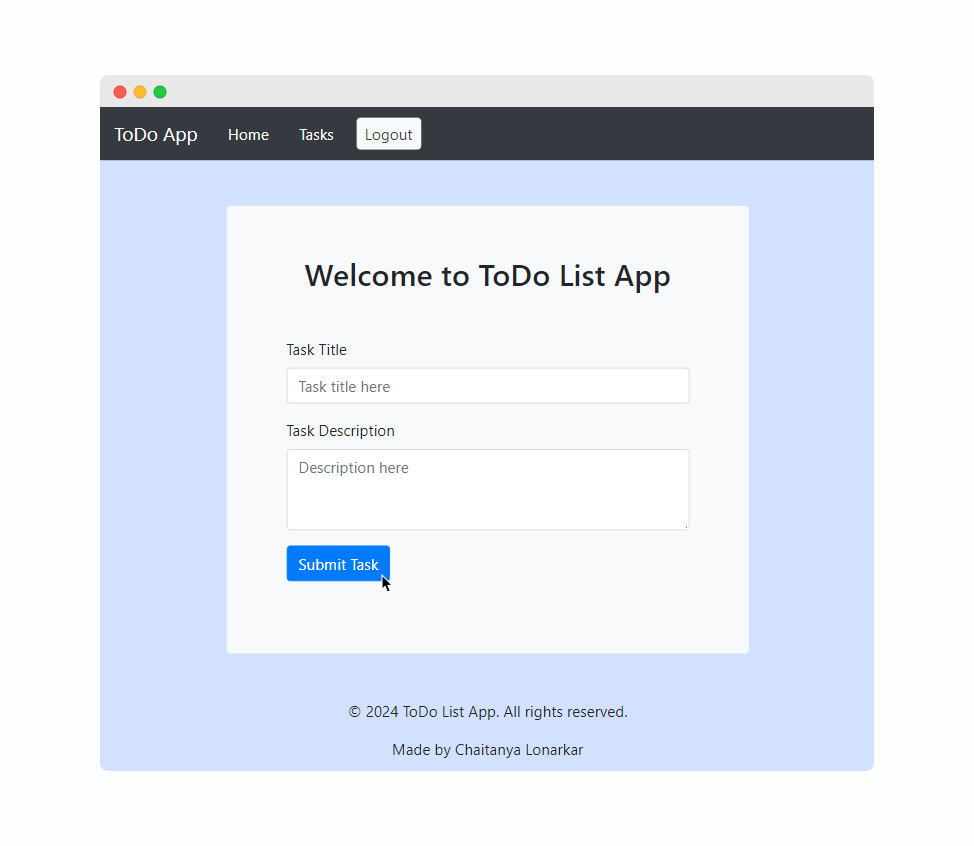 ToDo App Home Tasks Logout
Welcome to ToDo List App
Task Title
Task title here
Task Description
Description here
Submit Task
© 2024 ToDo List App. All rights reserved.
Made by Chaitanya Lonarkar